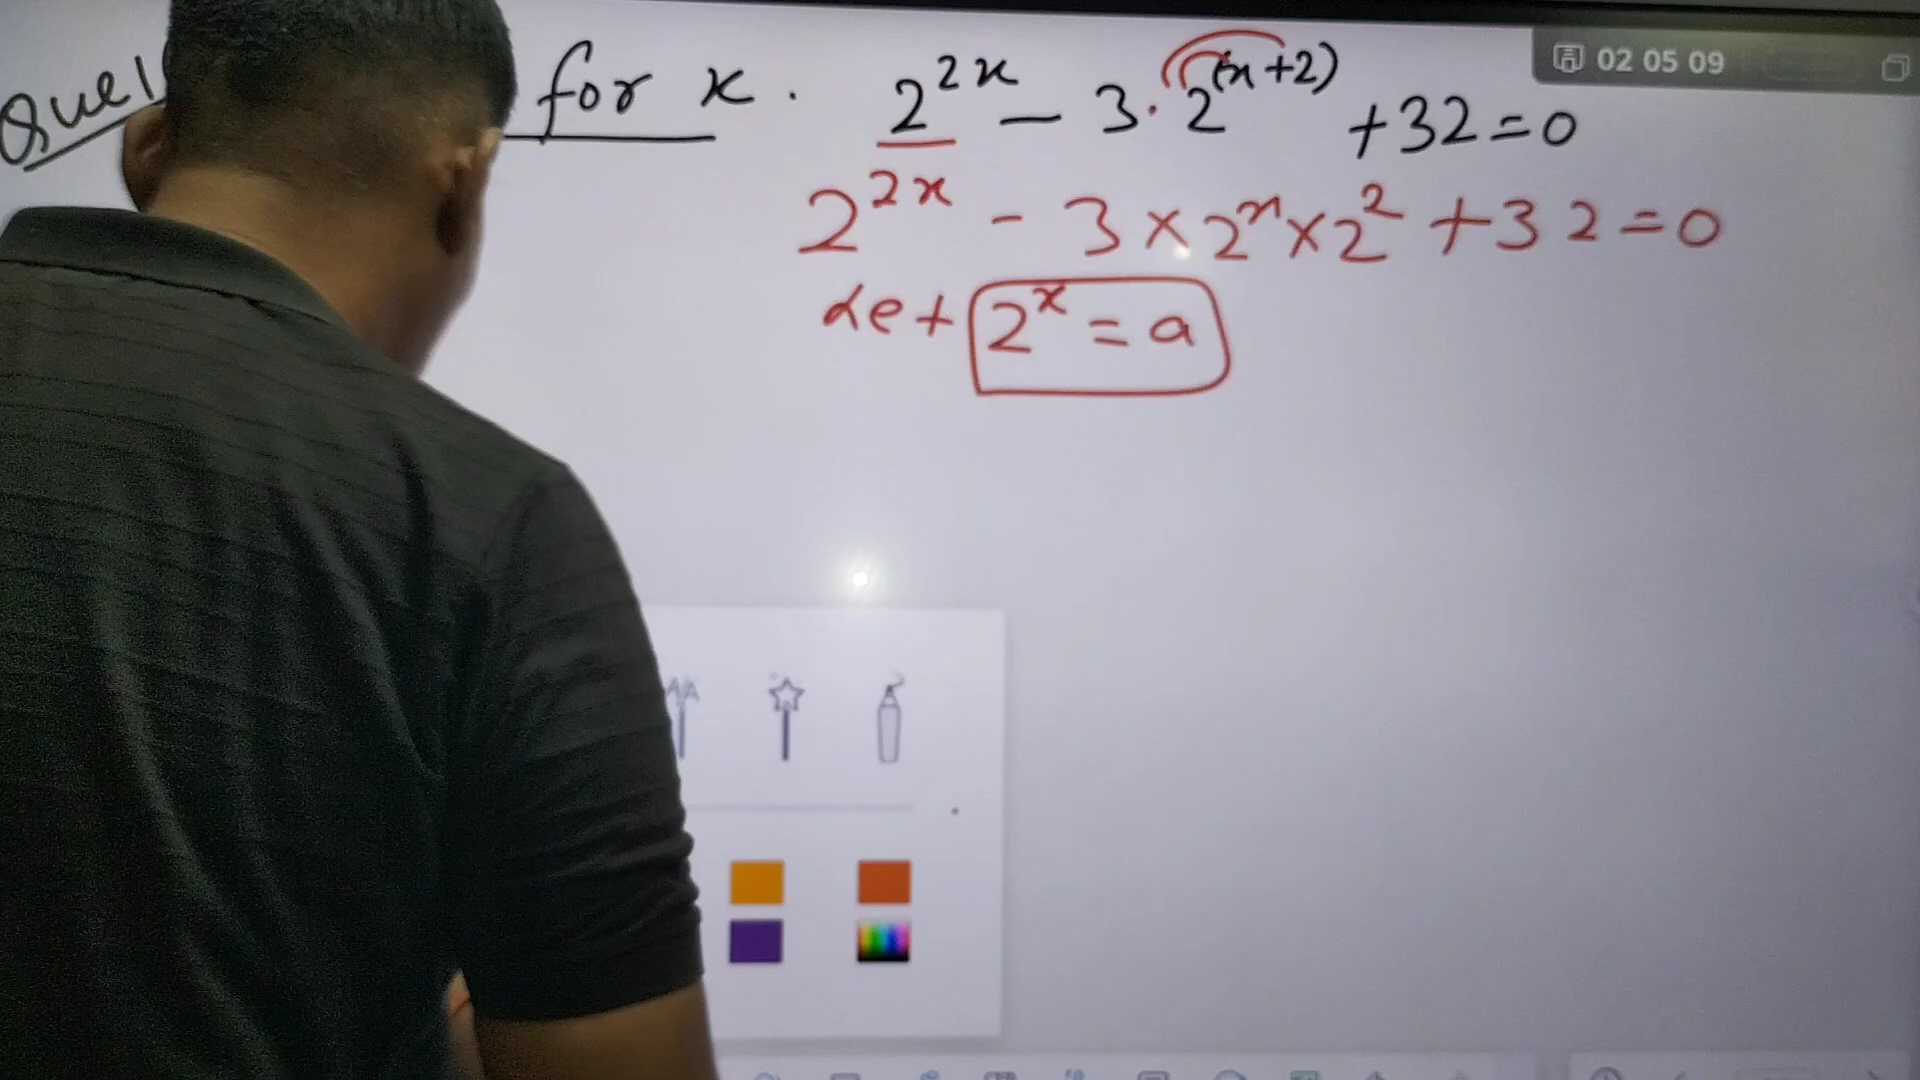 Que1 for x. 2^{2x} - 3 \cdot 2^{(x+2)} + 32 = 0
2^{2x} - 3 × 2^x × 2^2 + 32 = 0
Let 2^x = a
02 05 09